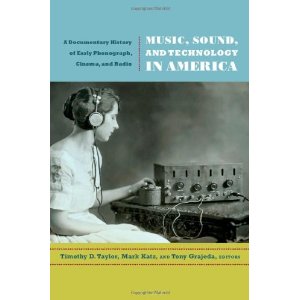 A Documentary History
of Early Phonograph,
Cinema, and Radio
MUSIC, SOUND,
AND TECHNOLOGY
IN AMERICA
Timothy D. Taylor, Mark Katz, and Tony Grajeda, EDITORS